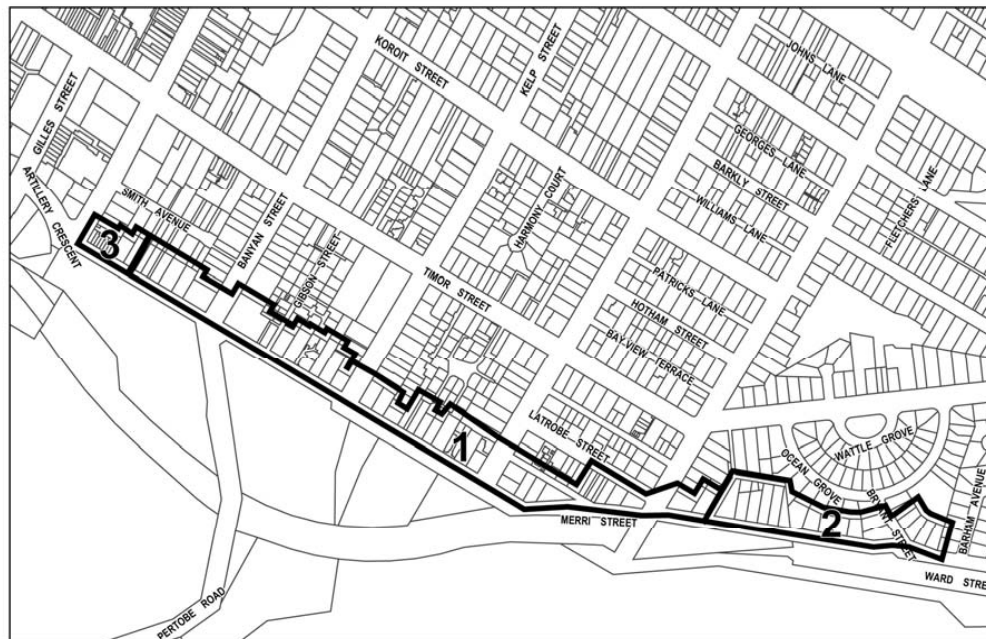 KOROIT STREET
KELP STREET
JOHNS LANE
GILLES STREET
GEORGES LANE
BARKLY STREET
FLETCHERS LANE
ARTILLERY CRESCENT
SMITH AVENUE
BANYAN STREET
HARMONY COURT
WILLIAMS LANE
3
GIBSON STREET
TIMOR STREET
PATRICKS LANE
HOTHAM STREET
BAY VIEW TERRACE
1
LATROBE STREET
WATTLE GROVE
OCEAN GROVE
BRYANT STREET
BARHAM AVENUE
2
MERRI STREET
WARD STRE
PERTOBE ROAD